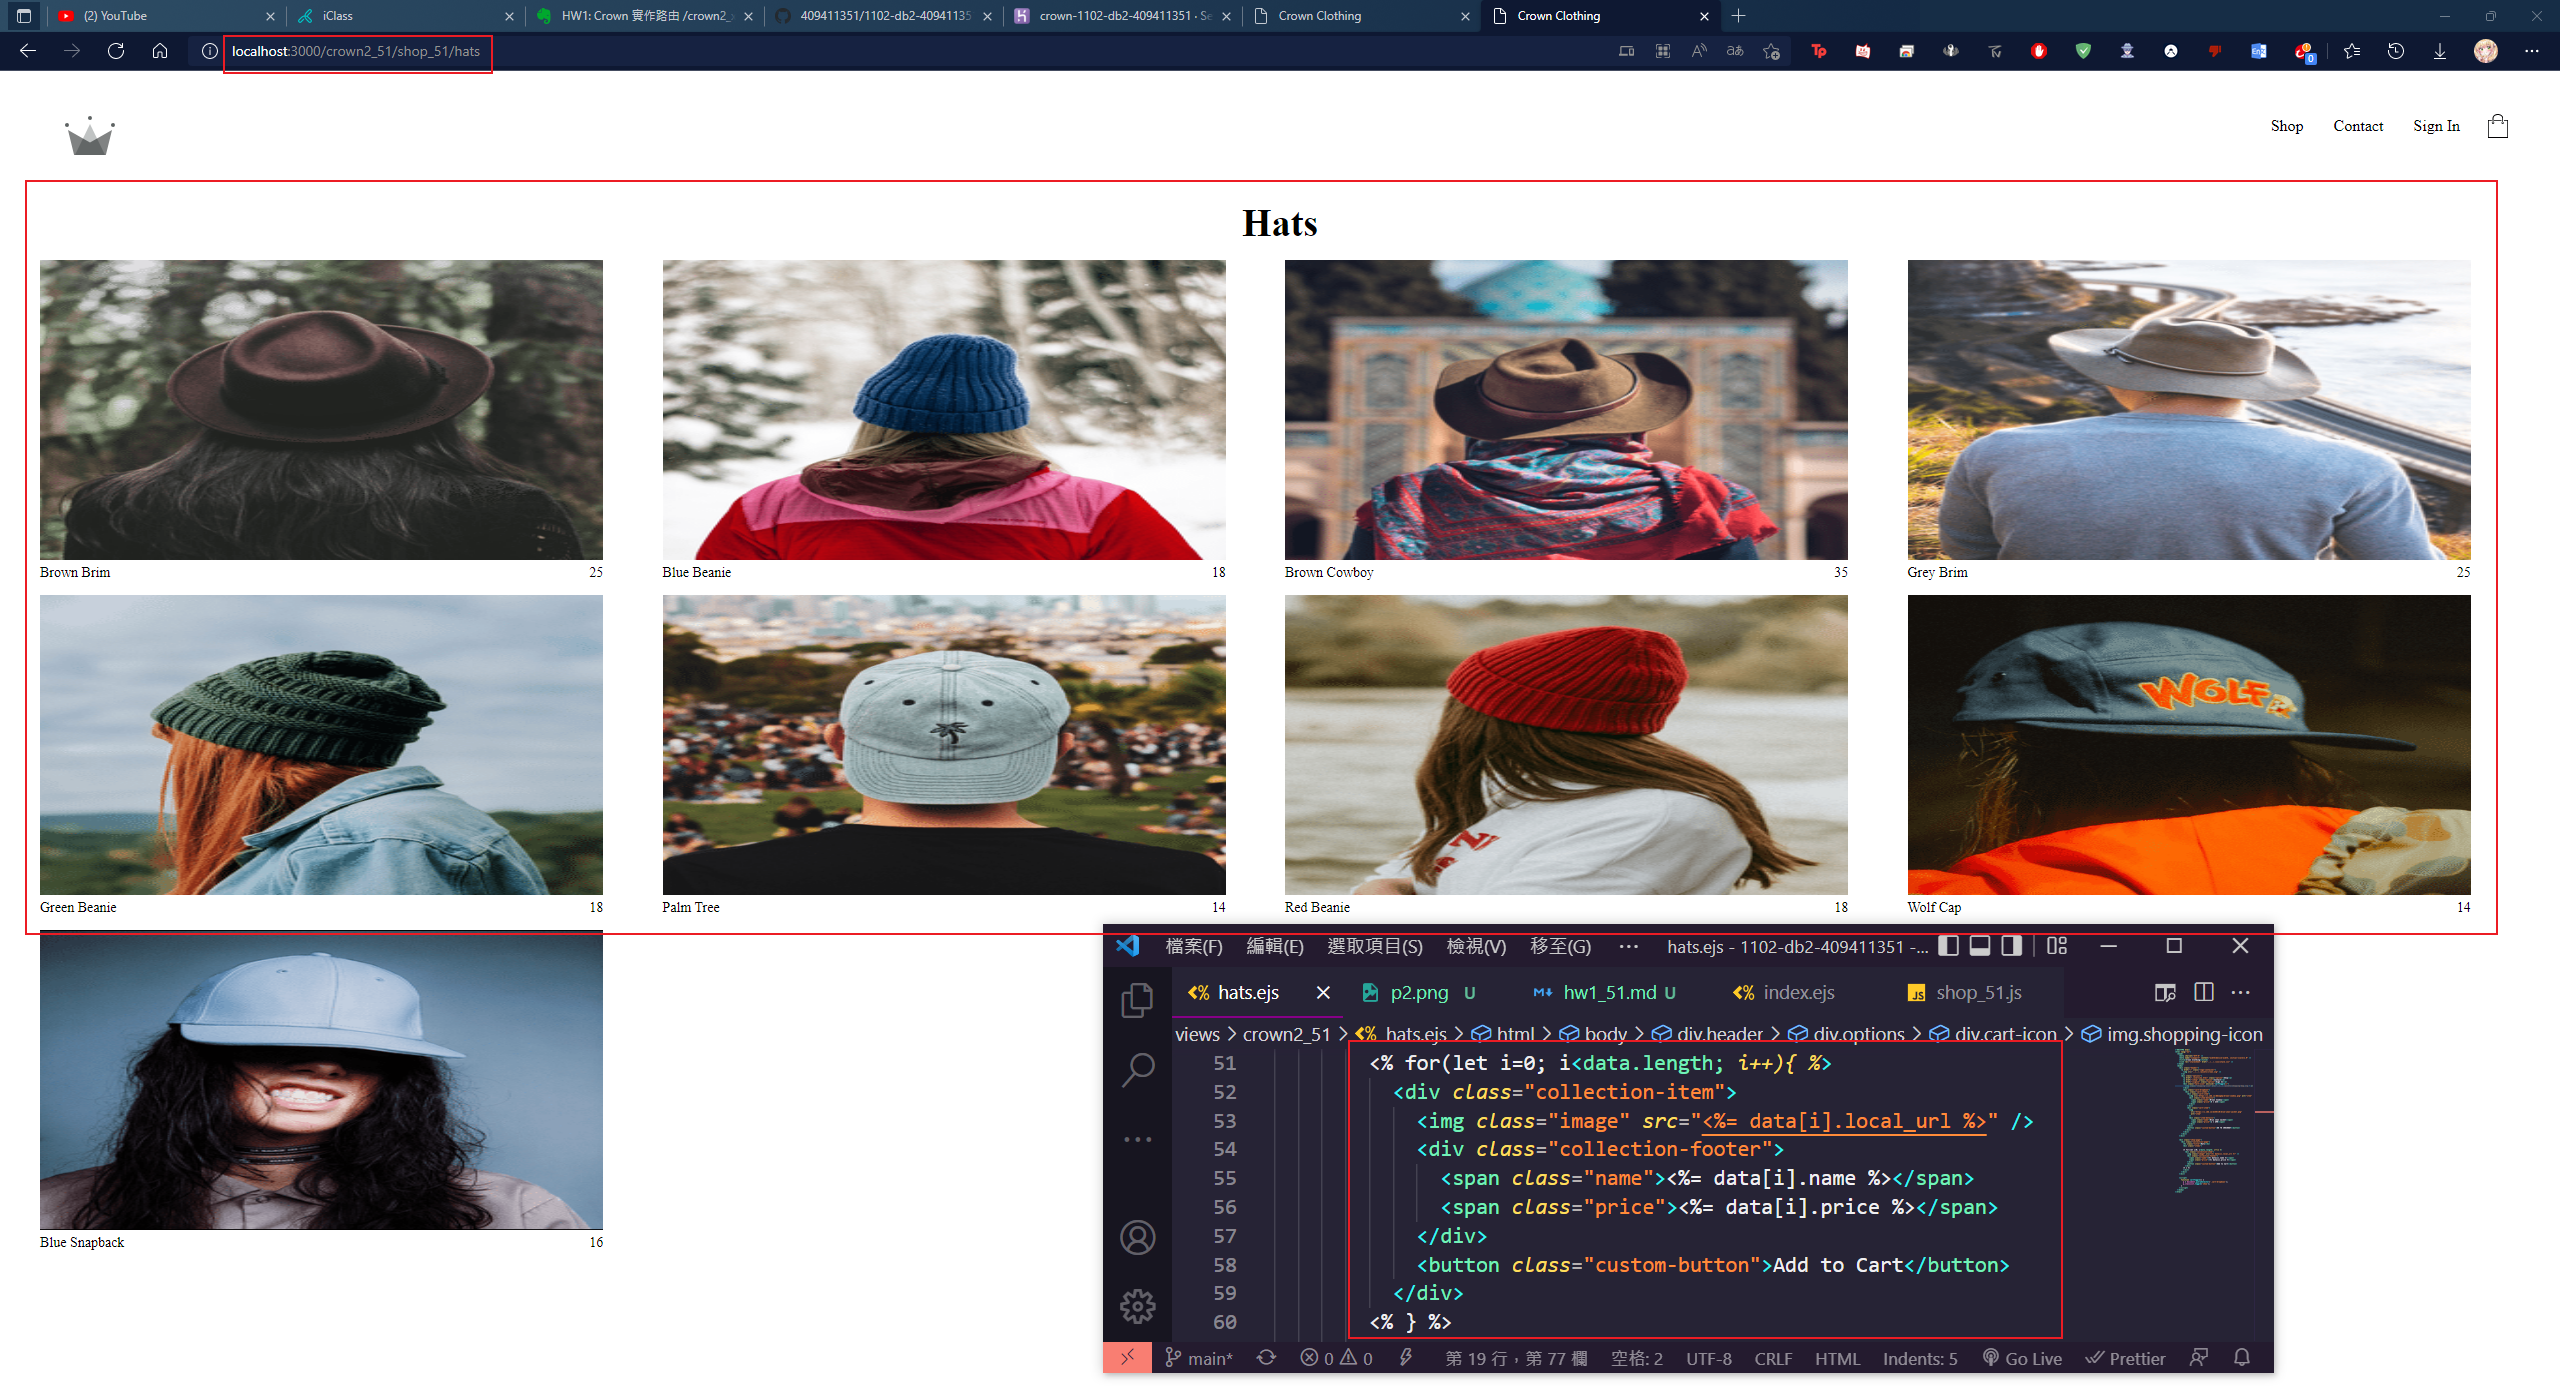 (2) YouTube
iClass
HW1: Crown 實作路由 /crown2_x
409411351/1102-db2-40941135
crown-1102-db2-409411351 · Se
Crown Clothing
Crown Clothing
localhost:3000/crown2_51/shop_51/hats
Shop
Contact
Sign In
Hats
Brown Brim 25
Blue Beanie 18
Brown Cowboy 35
Grey Brim 25
WOLF
Green Beanie 18
Palm Tree 14
Red Beanie 18
Wolf Cap 14
Blue Snapback 16
檔案(F) 編輯(E) 選取項目(S) 檢視(V) 移至(G) ··· hats.ejs - 1102-db2-409411351 -...
hats.ejs
p2.png U
hw1_51.md U
index.ejs
JS shop_51.js
views > crown2_51 > hats.ejs > html > body > div.header > div.options > div.cart-icon > img.shopping-icon
51 <% for(let i=0; i<data.length; i++){ %>
52 <div class="collection-item">
53 <img class="image" src="<%= data[i].local_url %>" />
54 <div class="collection-footer">
55 <span class="name"><%= data[i].name %></span>
56 <span class="price"><%= data[i].price %></span>
57 </div>
58 <button class="custom-button">Add to Cart</button>
59 </div>
60 <% } %>
main* 0 0 第 19 行，第 77 欄 空格: 2 UTF-8 CRLF HTML Indents: 5 Go Live Prettier